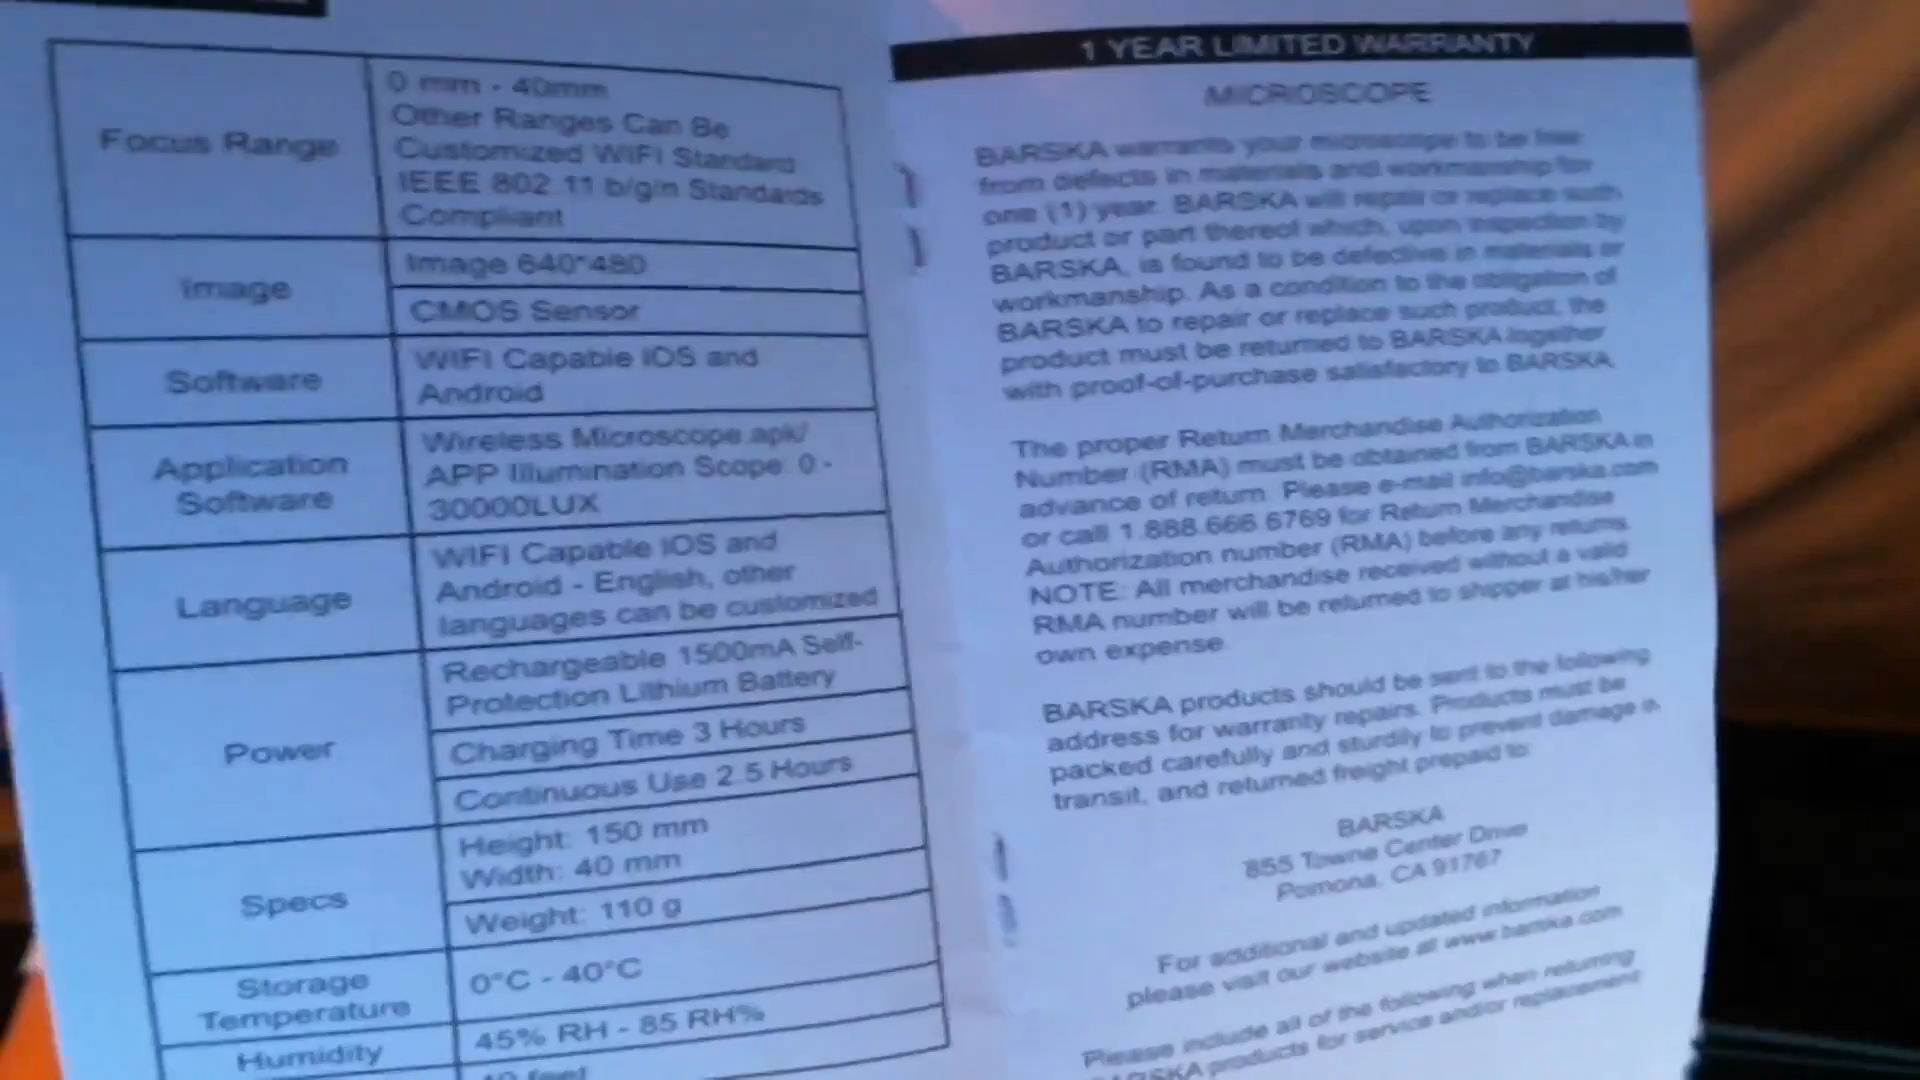 Focus Range
0 mm - 40mm
Other Ranges Can Be
Customized WIFI Standard
IEEE 802.11 b/g/n Standards
Compliant
Image
Image 640*480
CMOS Sensor
Software
WIFI Capable IOS and
Android
Application
Software
Wireless Microscope.apk/
APP Illumination Scope: 0 -
30000LUX
Language
WIFI Capable IOS and
Android - English, other
languages can be customized
Power
Rechargeable 1500mA Self-
Protection Lithium Battery
Charging Time 3 Hours
Continuous Use 2.5 Hours
Specs
Height: 150 mm
Width: 40 mm
Weight: 110 g
Storage
Temperature
0°C - 40°C
Humidity
45% RH - 85 RH%
1 YEAR LIMITED WARRANTY
MICROSCOPE
BARSKA warrants your microscope to be free
from defects in materials and workmanship for
one (1) year. BARSKA will repair or replace such
product or part thereof which, upon inspection by
BARSKA, is found to be defective in materials or
workmanship. As a condition to the obligation of
BARSKA to repair or replace such product, the
product must be returned to BARSKA together
with proof-of-purchase satisfactory to BARSKA.
The proper Return Merchandise Authorization
Number (RMA) must be obtained from BARSKA in
advance of return. Please e-mail info@barska.com
or call 1.888.666.6769 for Return Merchandise
Authorization number (RMA) before any returns.
NOTE: All merchandise received without a valid
RMA number will be returned to shipper at his/her
own expense.
BARSKA products should be sent to the following
address for warranty repairs. Products must be
packed carefully and sturdily to prevent damage in
transit, and returned freight prepaid to:
BARSKA
855 Towne Center Drive
Pomona, CA 91767
For additional and updated information
please visit our website at www.barska.com
Please include all of the following when returning
BARSKA products for service and/or replacement: